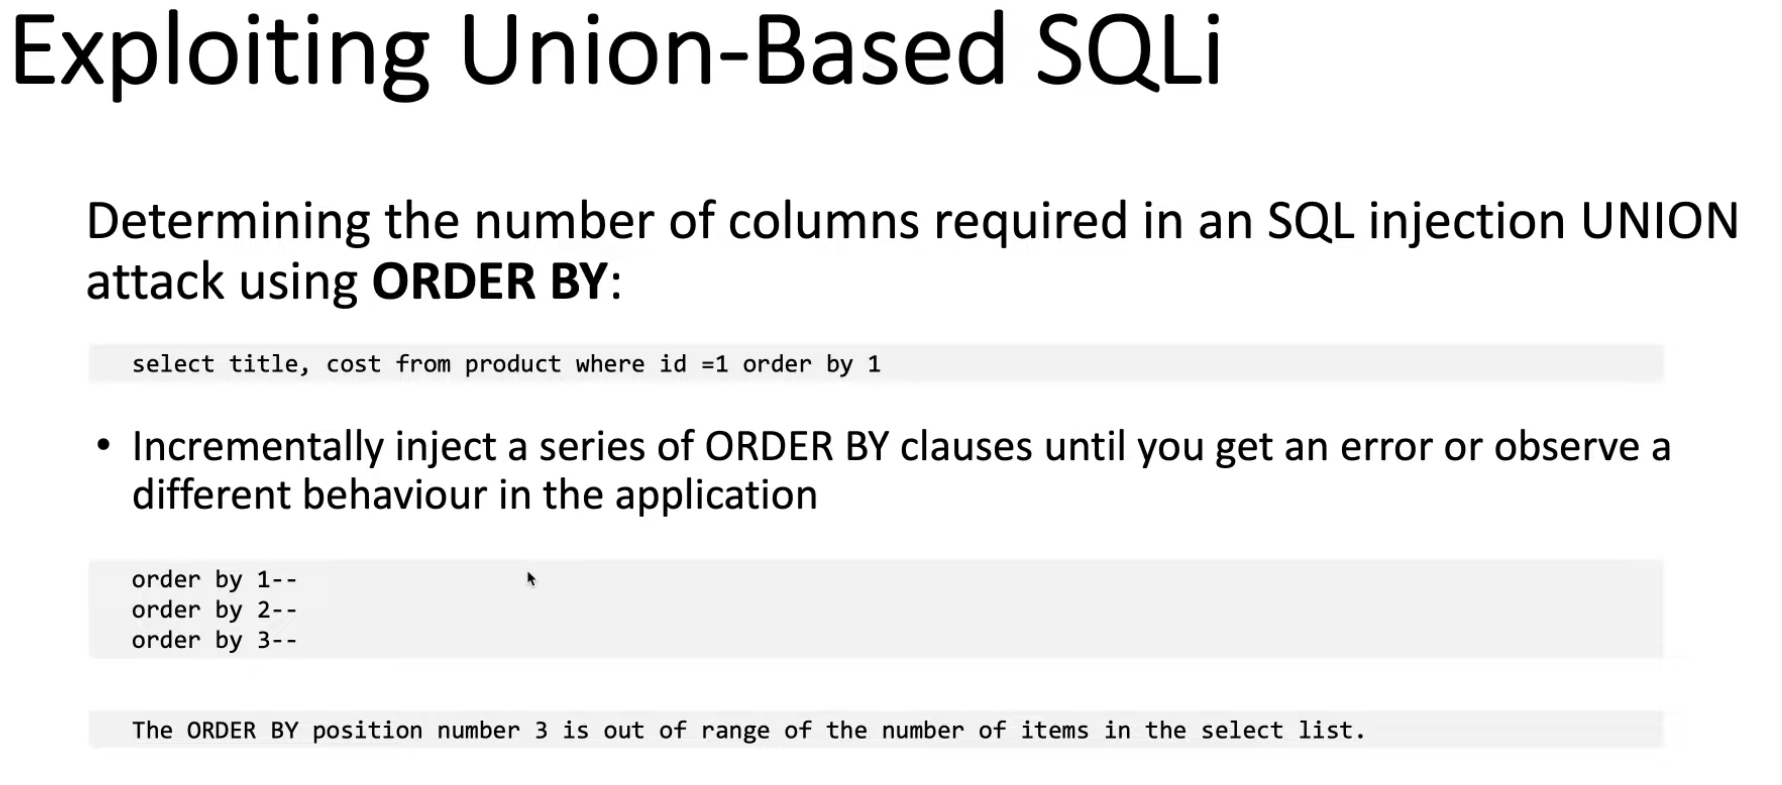 Exploiting Union-Based SQLi
Determining the number of columns required in an SQL injection UNION
attack using ORDER BY:
select title, cost from product where id =1 order by 1
• Incrementally inject a series of ORDER BY clauses until you get an error or observe a
different behaviour in the application
order by 1--
order by 2--
order by 3--
The ORDER BY position number 3 is out of range of the number of items in the select list.